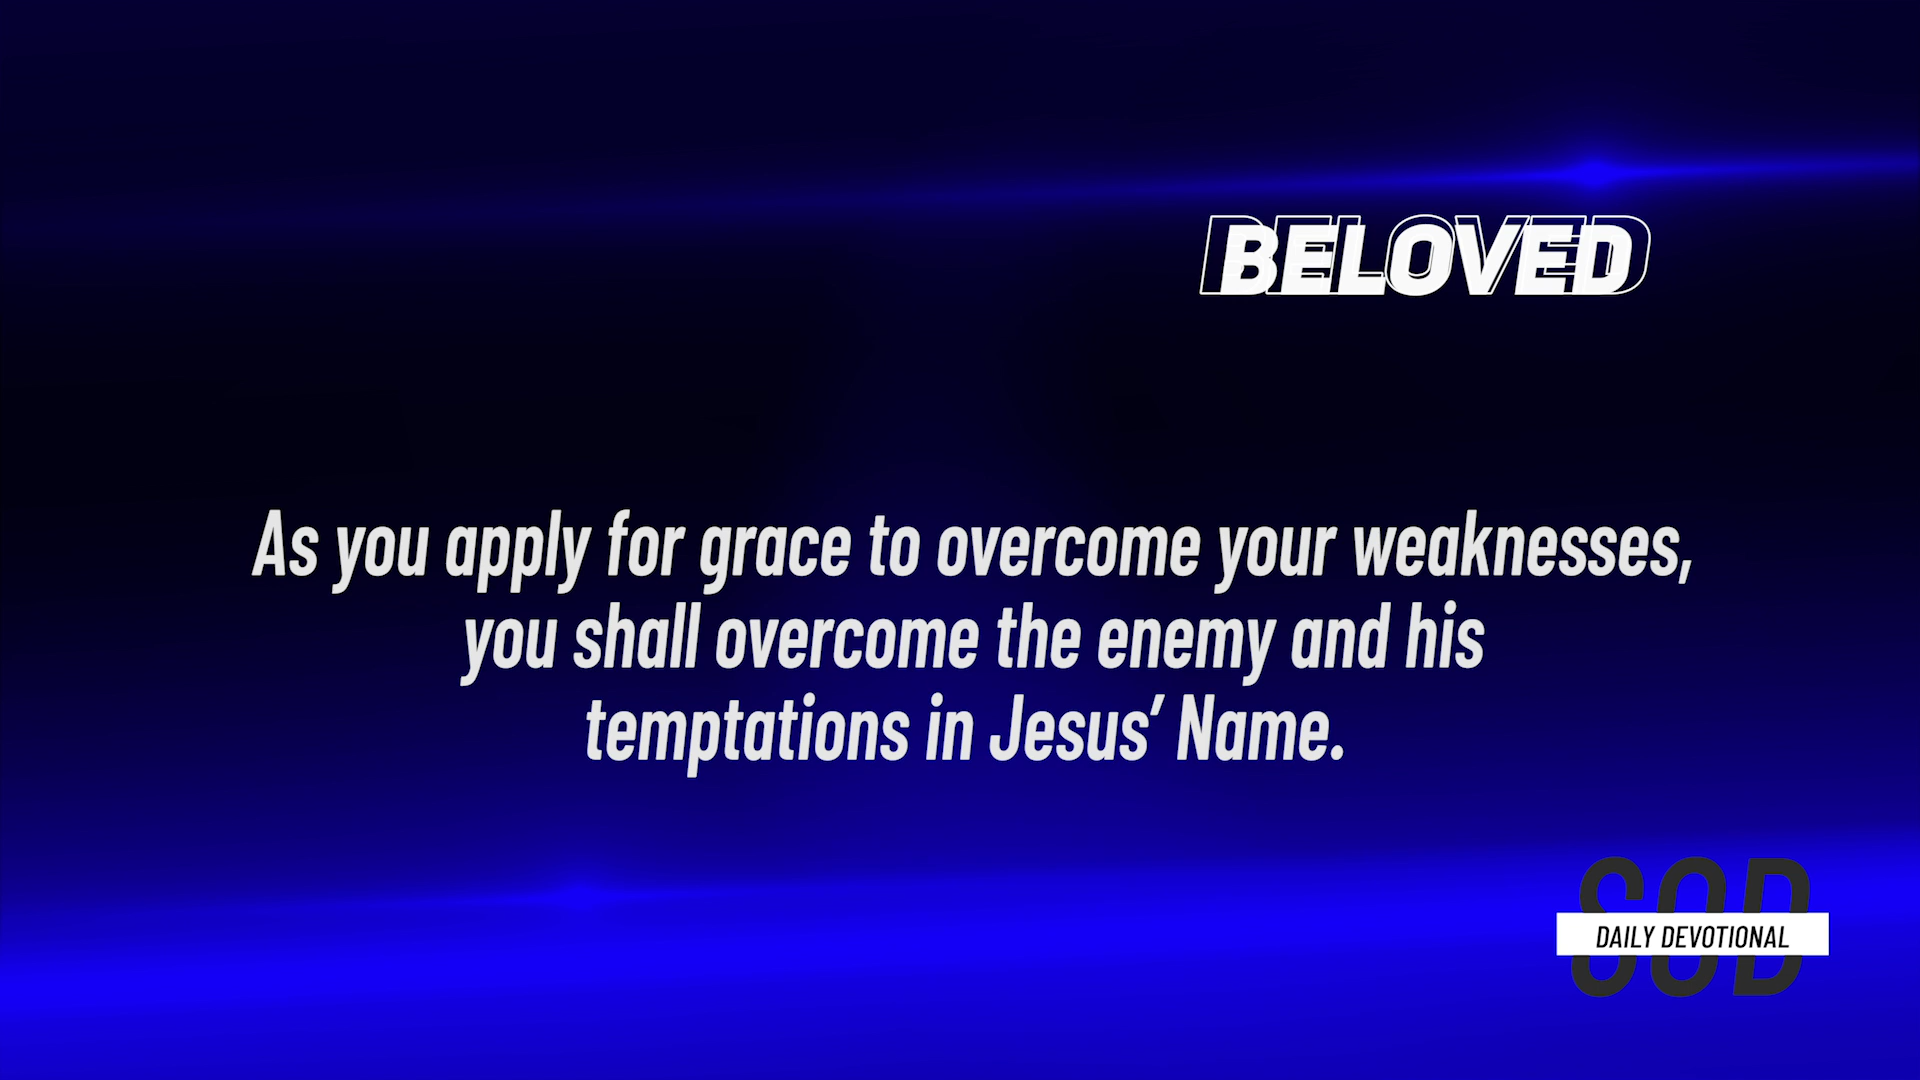 BELOVED
As you apply for grace to overcome your weaknesses,
you shall overcome the enemy and his
temptations in Jesus’ Name.
SOD
DAILY DEVOTIONAL